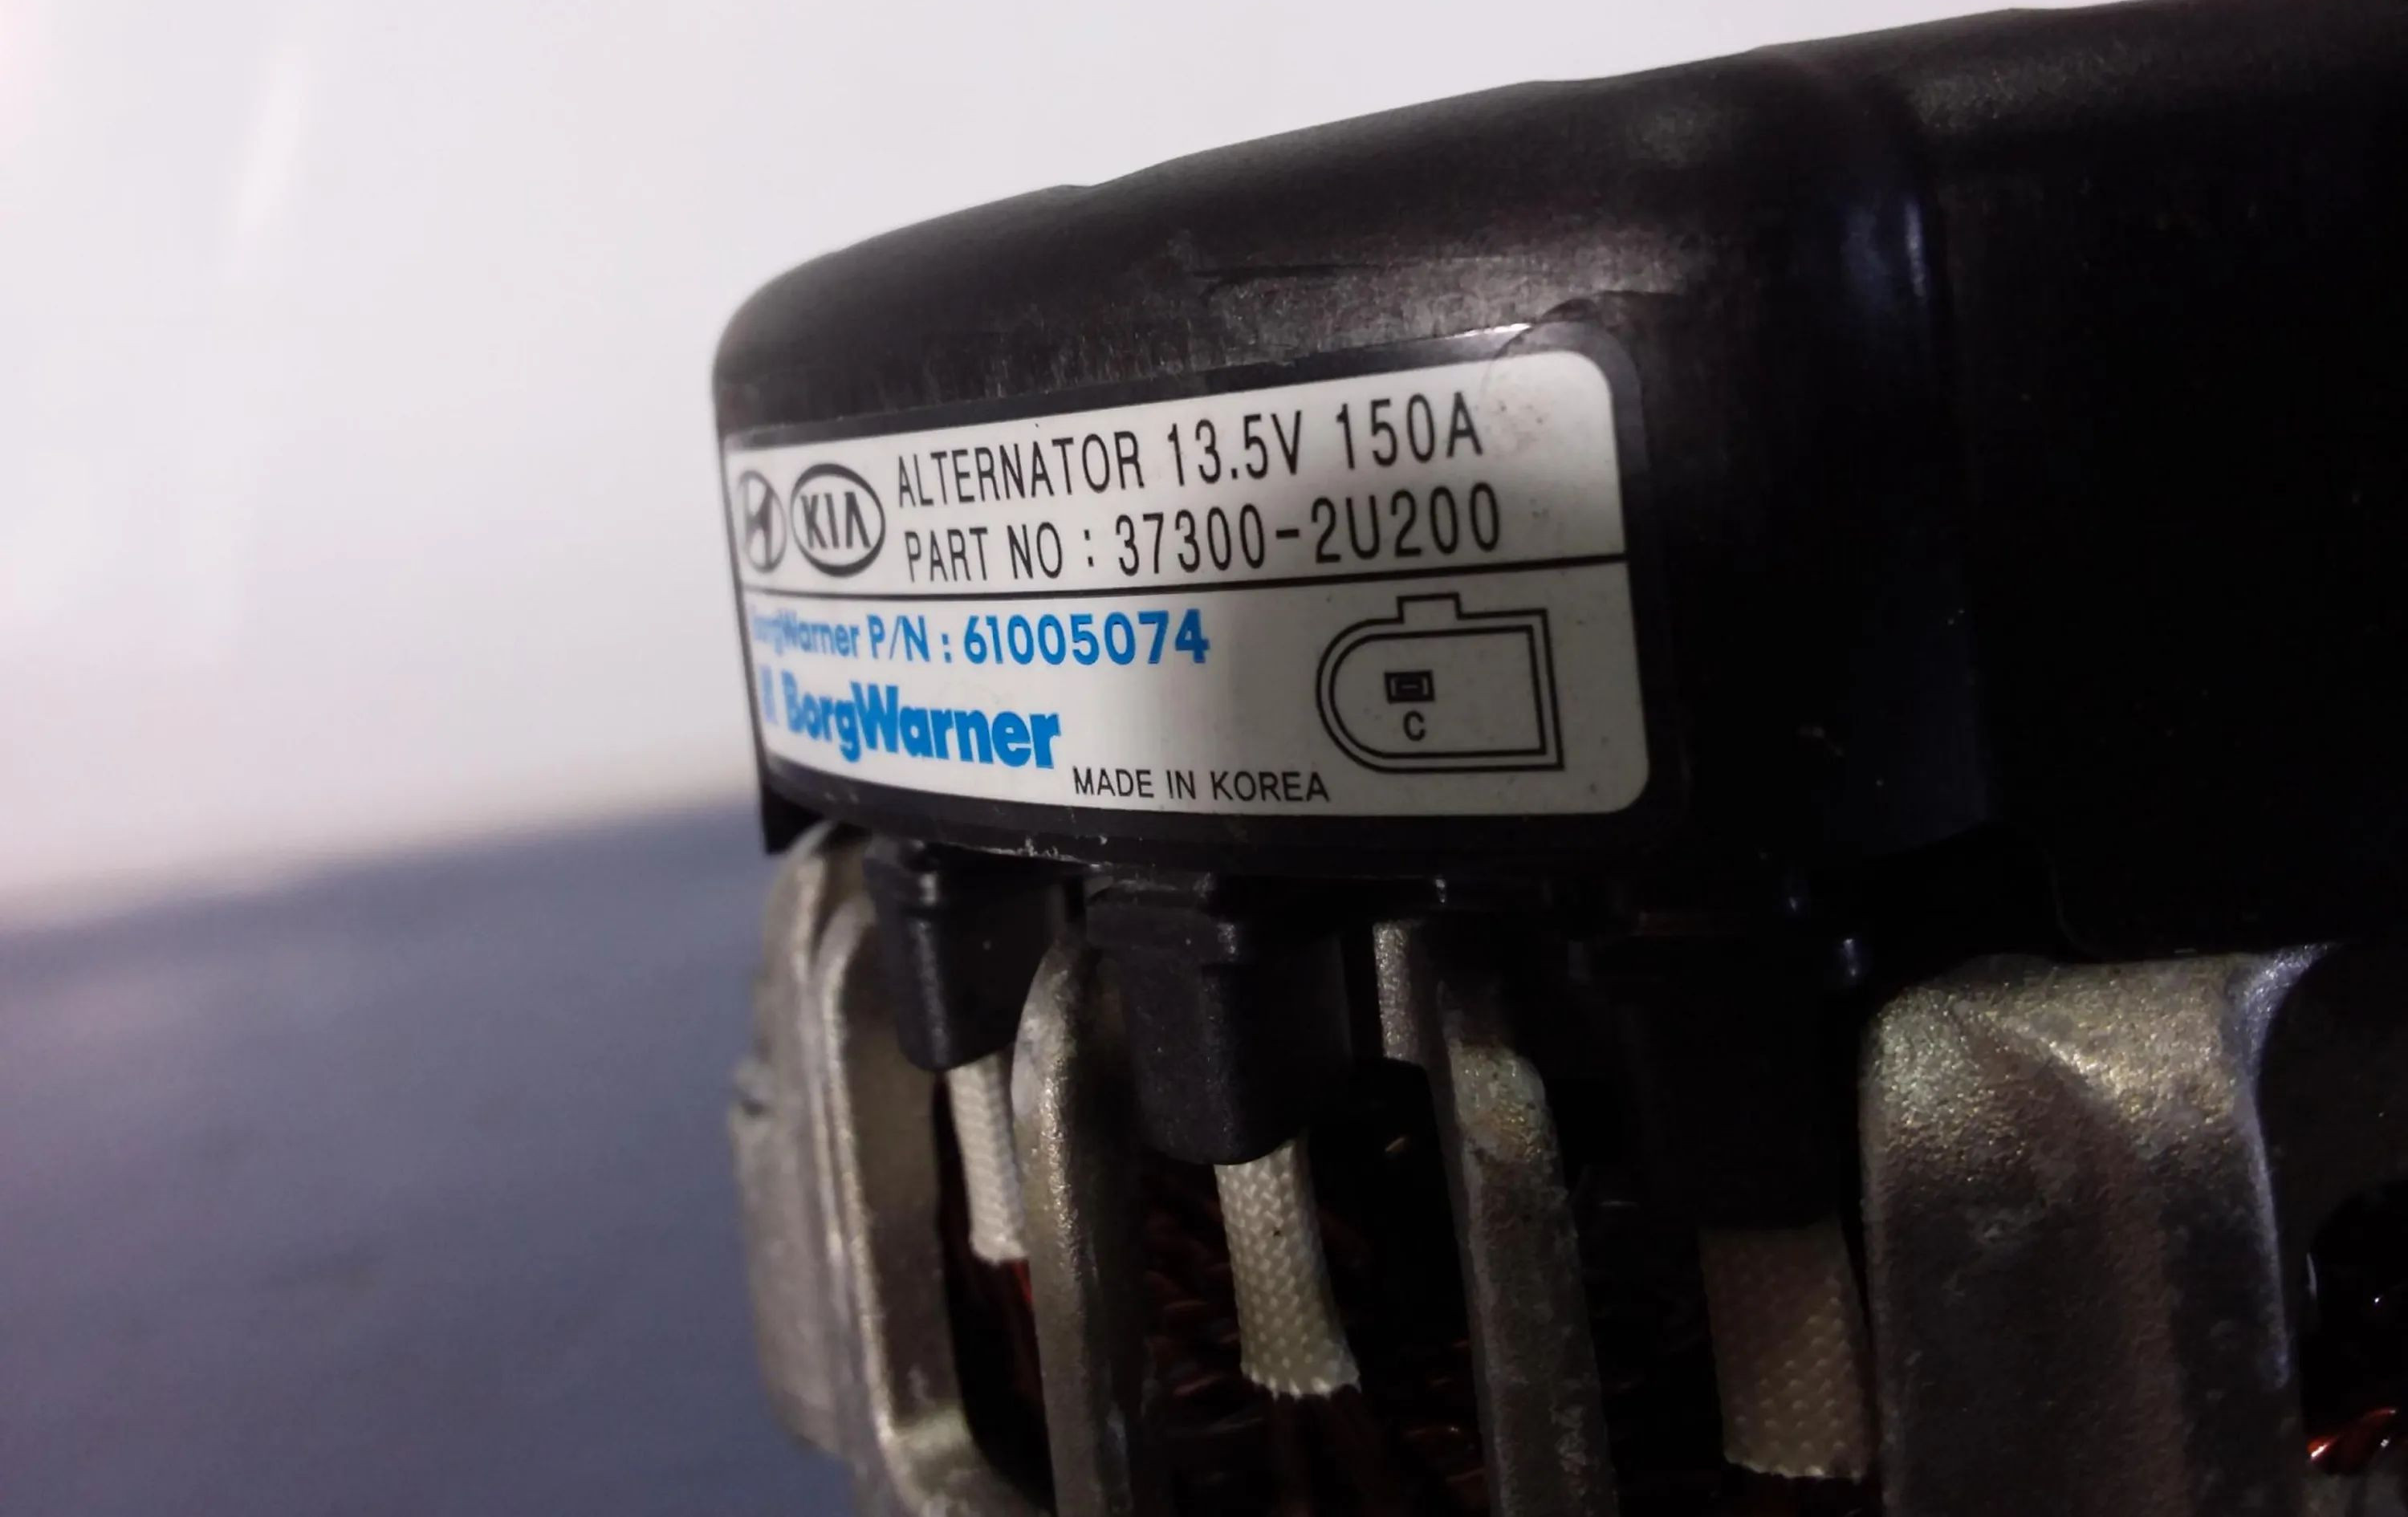 KIA
ALTERNATOR 13.5V 150A
PART NO : 37300-2U200
BorgWarner P/N : 61005074
BorgWarner
C
MADE IN KOREA